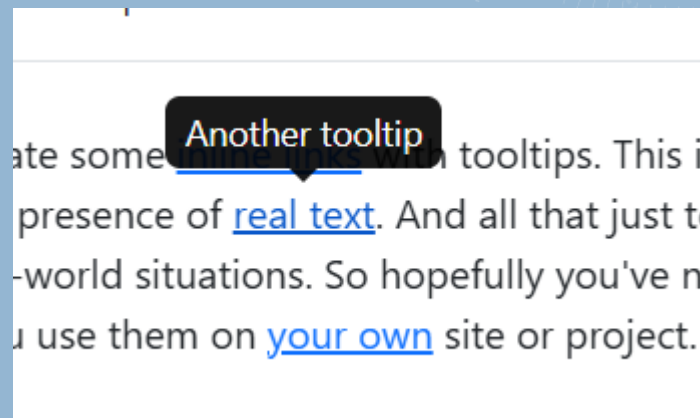 Another tooltip
ate some inline links with tooltips. This i
presence of real text. And all that just t
-world situations. So hopefully you've n
u use them on your own site or project.